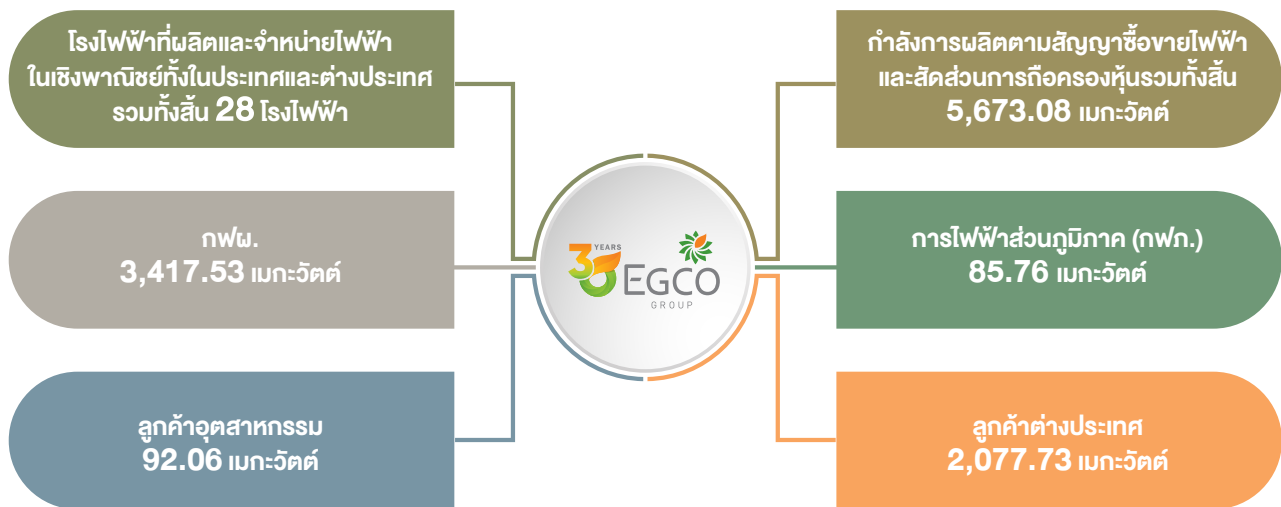 โรงไฟฟ้าที่ผลิตและจำหน่ายไฟฟ้า
ในเชิงพาณิชย์ทั้งในประเทศและต่างประเทศ
รวมทั้งสิ้น 28 โรงไฟฟ้า
กำลังการผลิตตามสัญญาซื้อขายไฟฟ้า
และสัดส่วนการถือครองหุ้นรวมทั้งสิ้น
5,673.08 เมกะวัตต์
กฟผ.
3,417.53 เมกะวัตต์
30 YEARS
EGCO
GROUP
การไฟฟ้าส่วนภูมิภาค (กฟภ.)
85.76 เมกะวัตต์
ลูกค้าอุตสาหกรรม
92.06 เมกะวัตต์
ลูกค้าต่างประเทศ
2,077.73 เมกะวัตต์